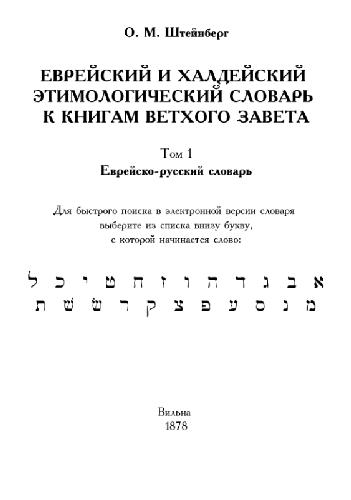 О. М. Штейнберг
ЕВРЕЙСКИЙ И ХАЛДЕЙСКИЙ
ЭТИМОЛОГИЧЕСКИЙ СЛОВАРЬ
К КНИГАМ ВЕТХОГО ЗАВЕТА
Том 1
Еврейско-русский словарь
Для быстрого поиска в электронной версии словаря
выберите из списка внизу букву,
с которой начинается слово:
א ב ג ד ה ו ז ח ט י כ ל
מ נ ס ע פ צ ק ר שׂ שׁ ת
Вильна
1878